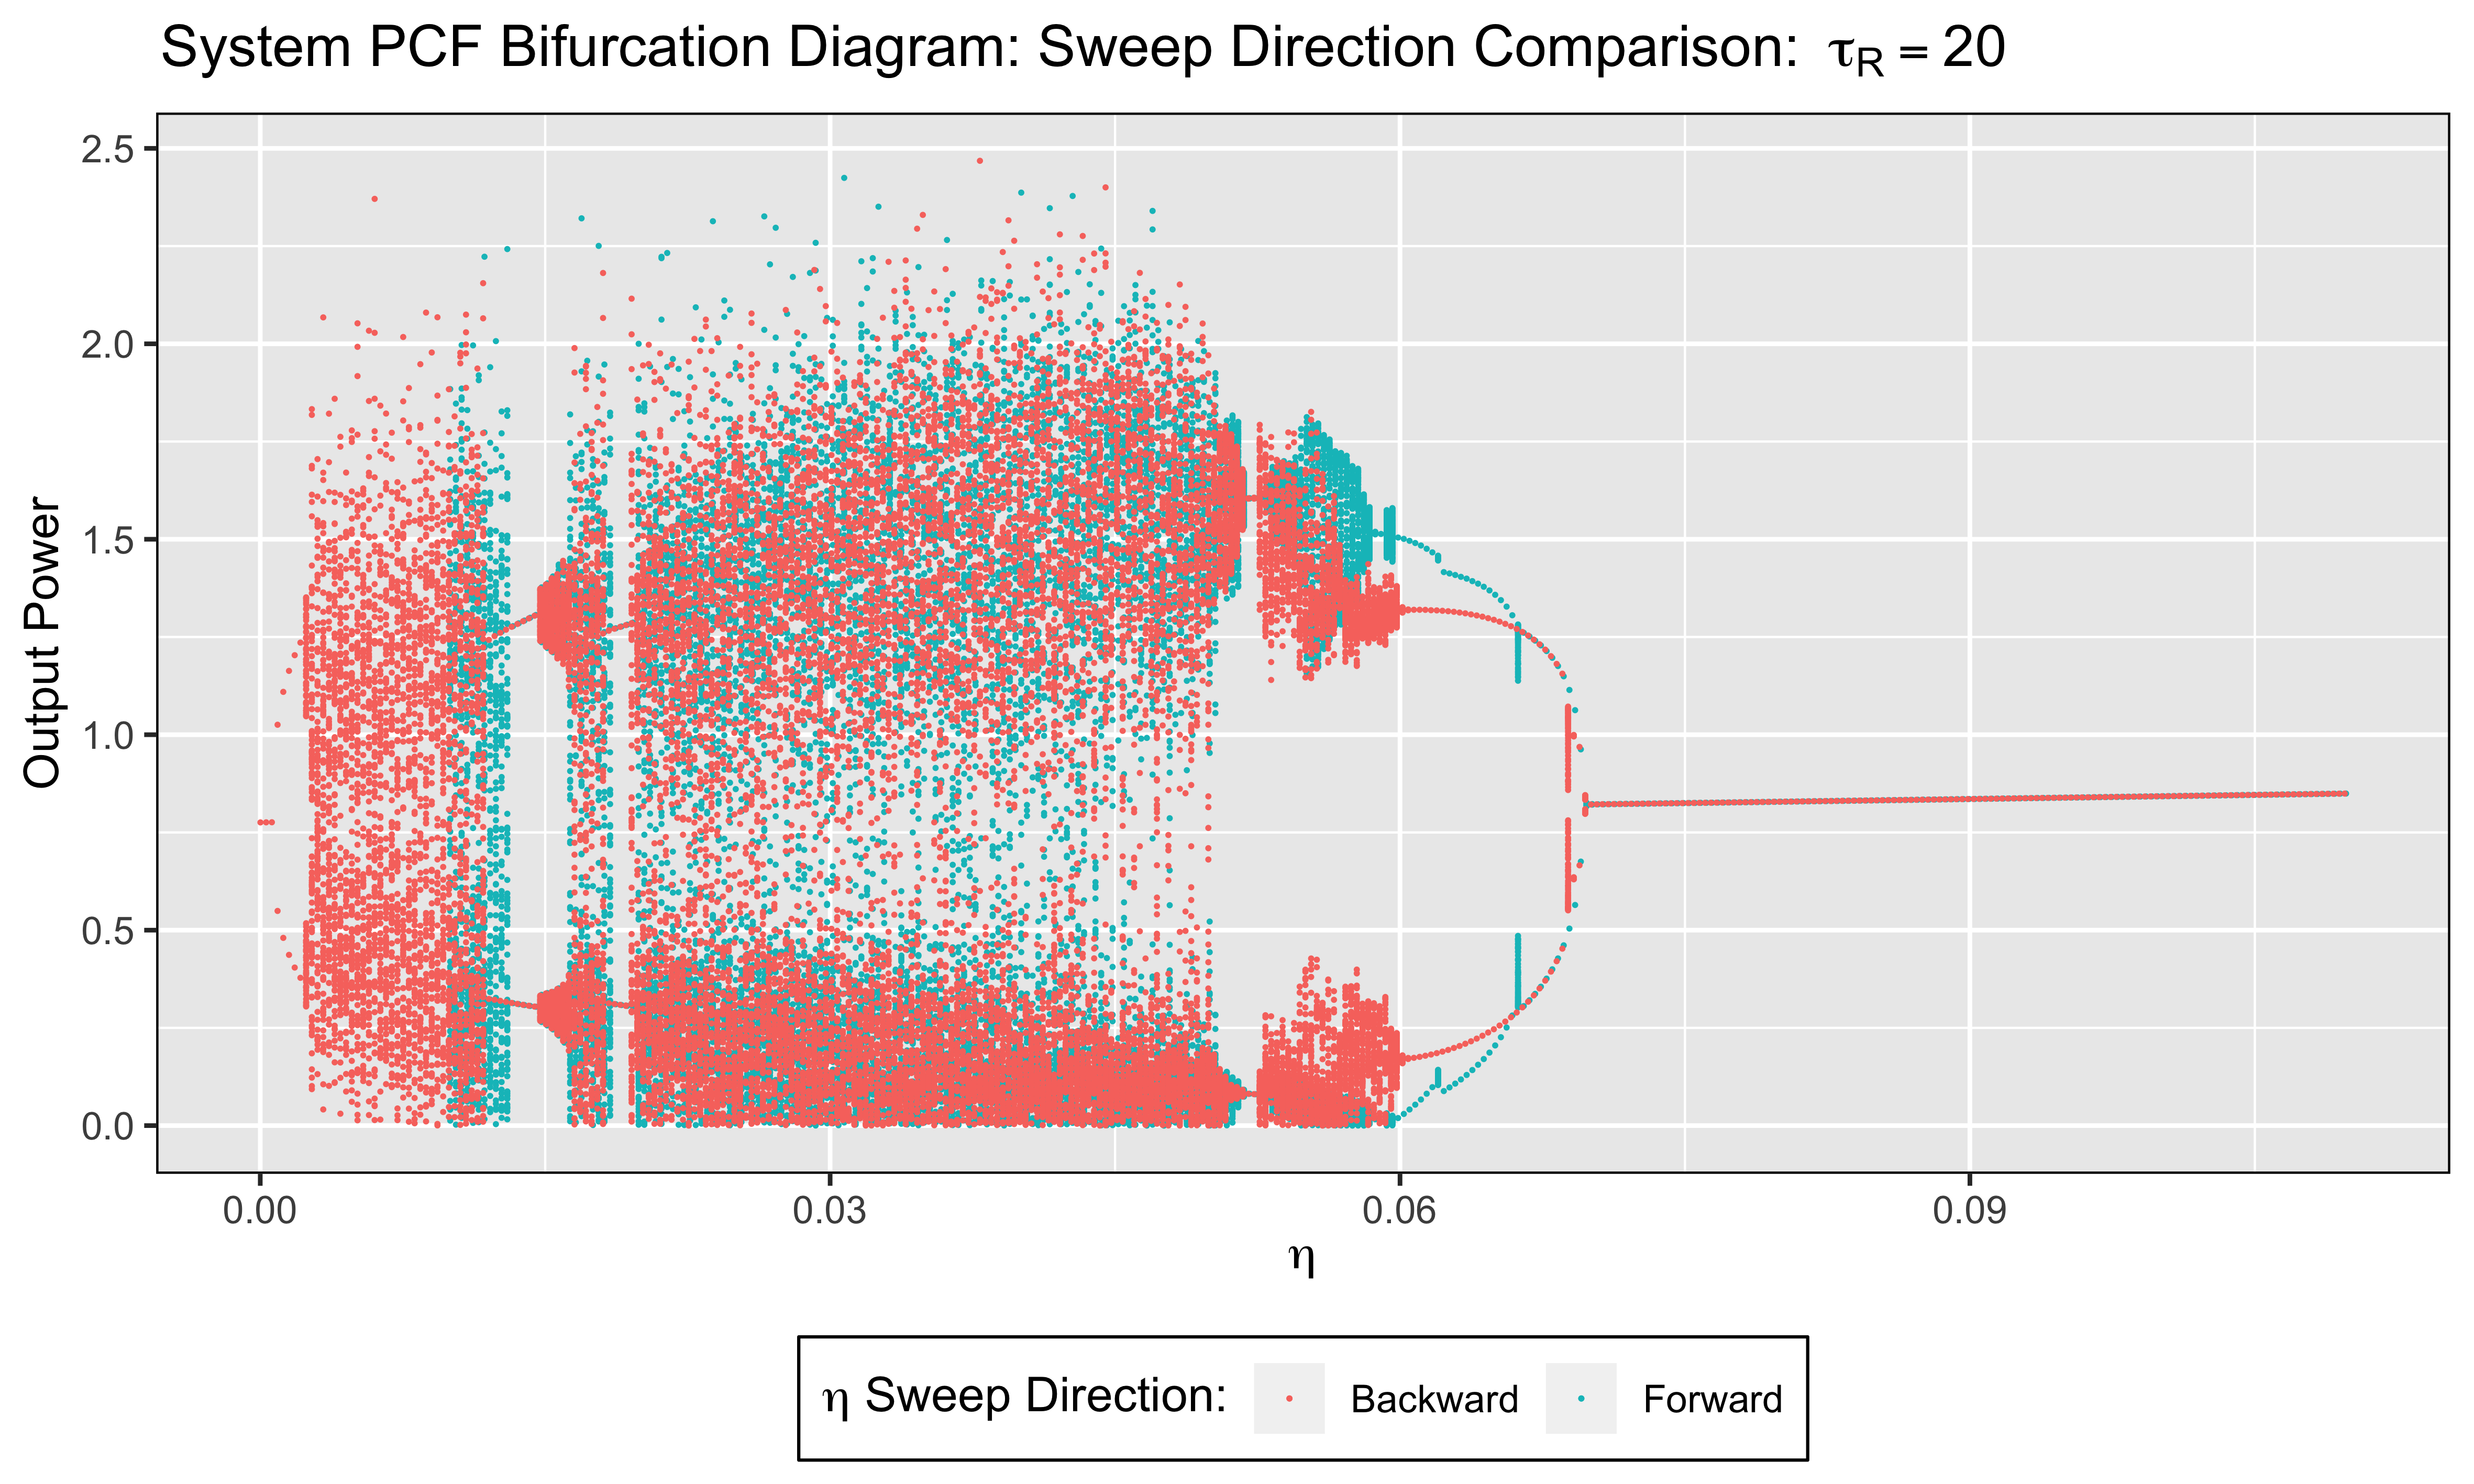 System PCF Bifurcation Diagram: Sweep Direction Comparison: τR = 20
2.5
2.0
1.5
1.0
0.5
0.0
Output Power
0.00 0.03 0.06 0.09
η
η Sweep Direction: Backward Forward